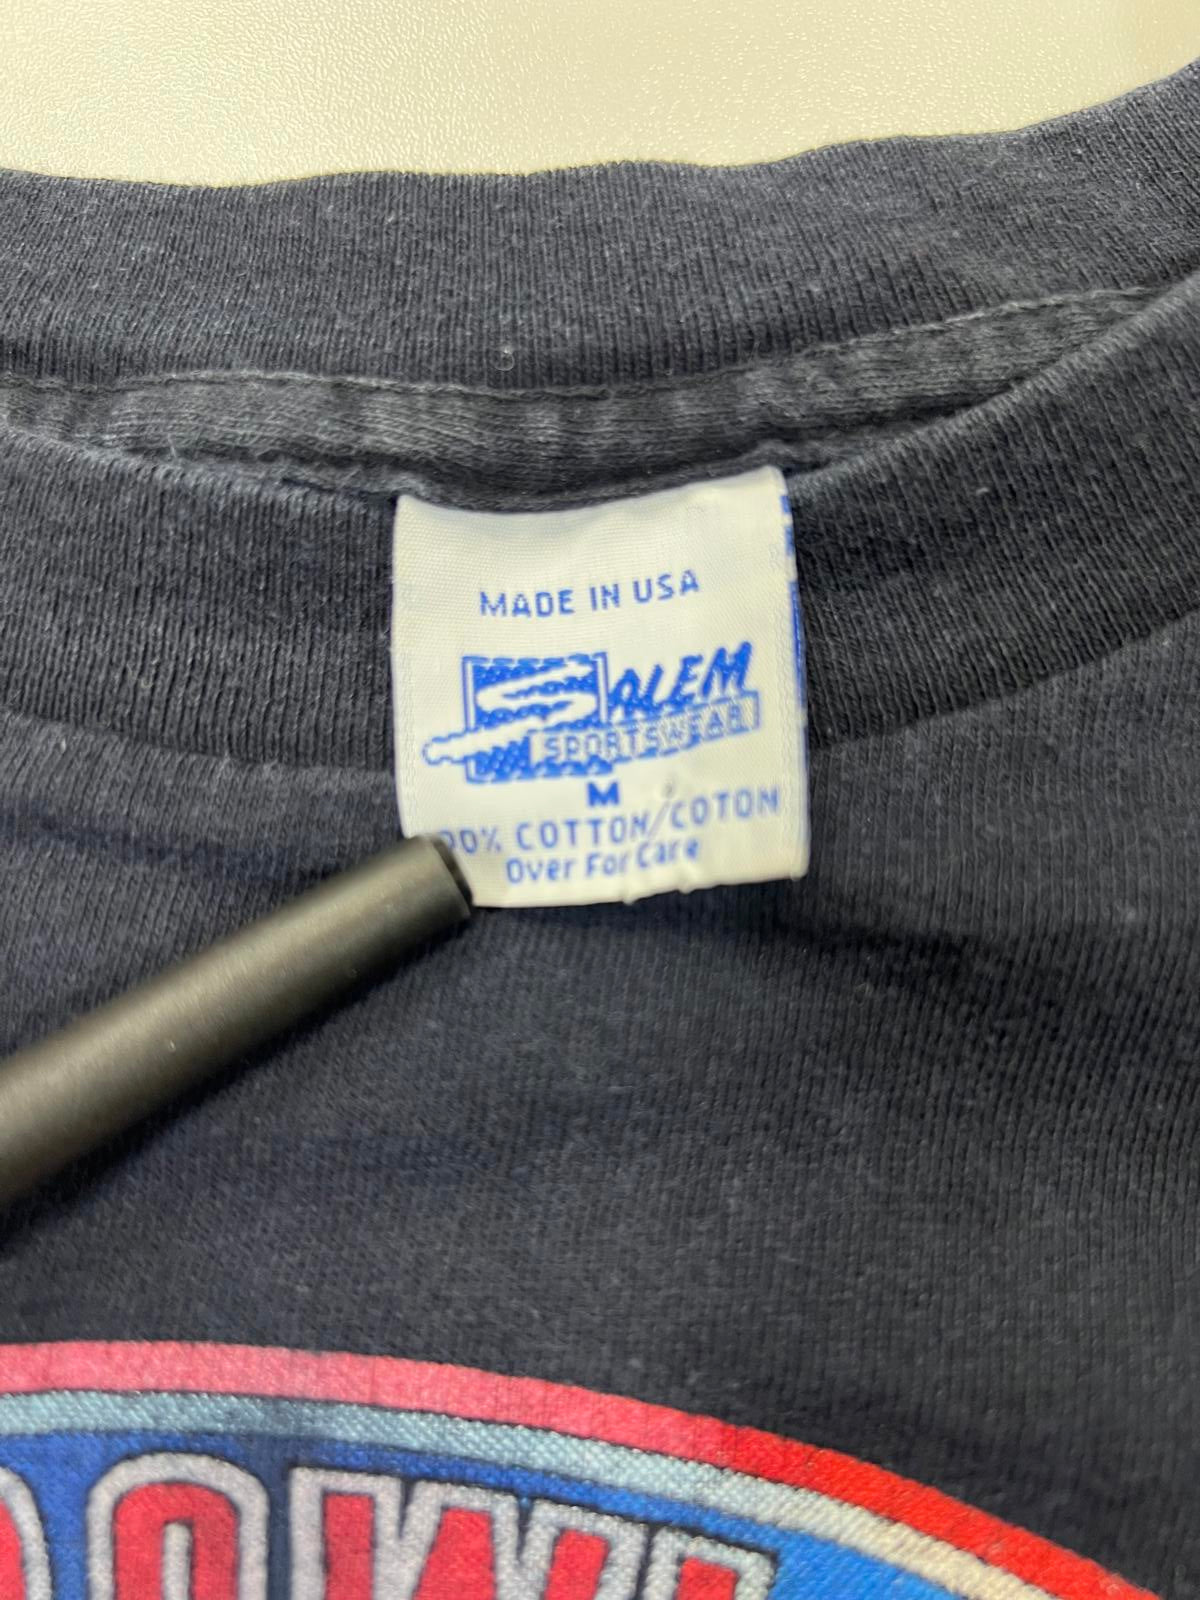 MADE IN USA
SALEM
SPORTSWEAR
M
00% COTTON/COTON
Over For Care